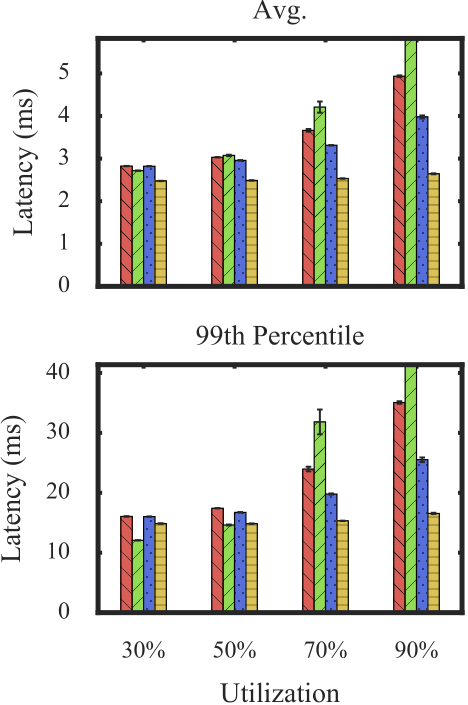 Avg.
5
4
3
2
1
0
Latency (ms)
99th Percentile
40
30
20
10
0
Latency (ms)
30% 50% 70% 90%
Utilization